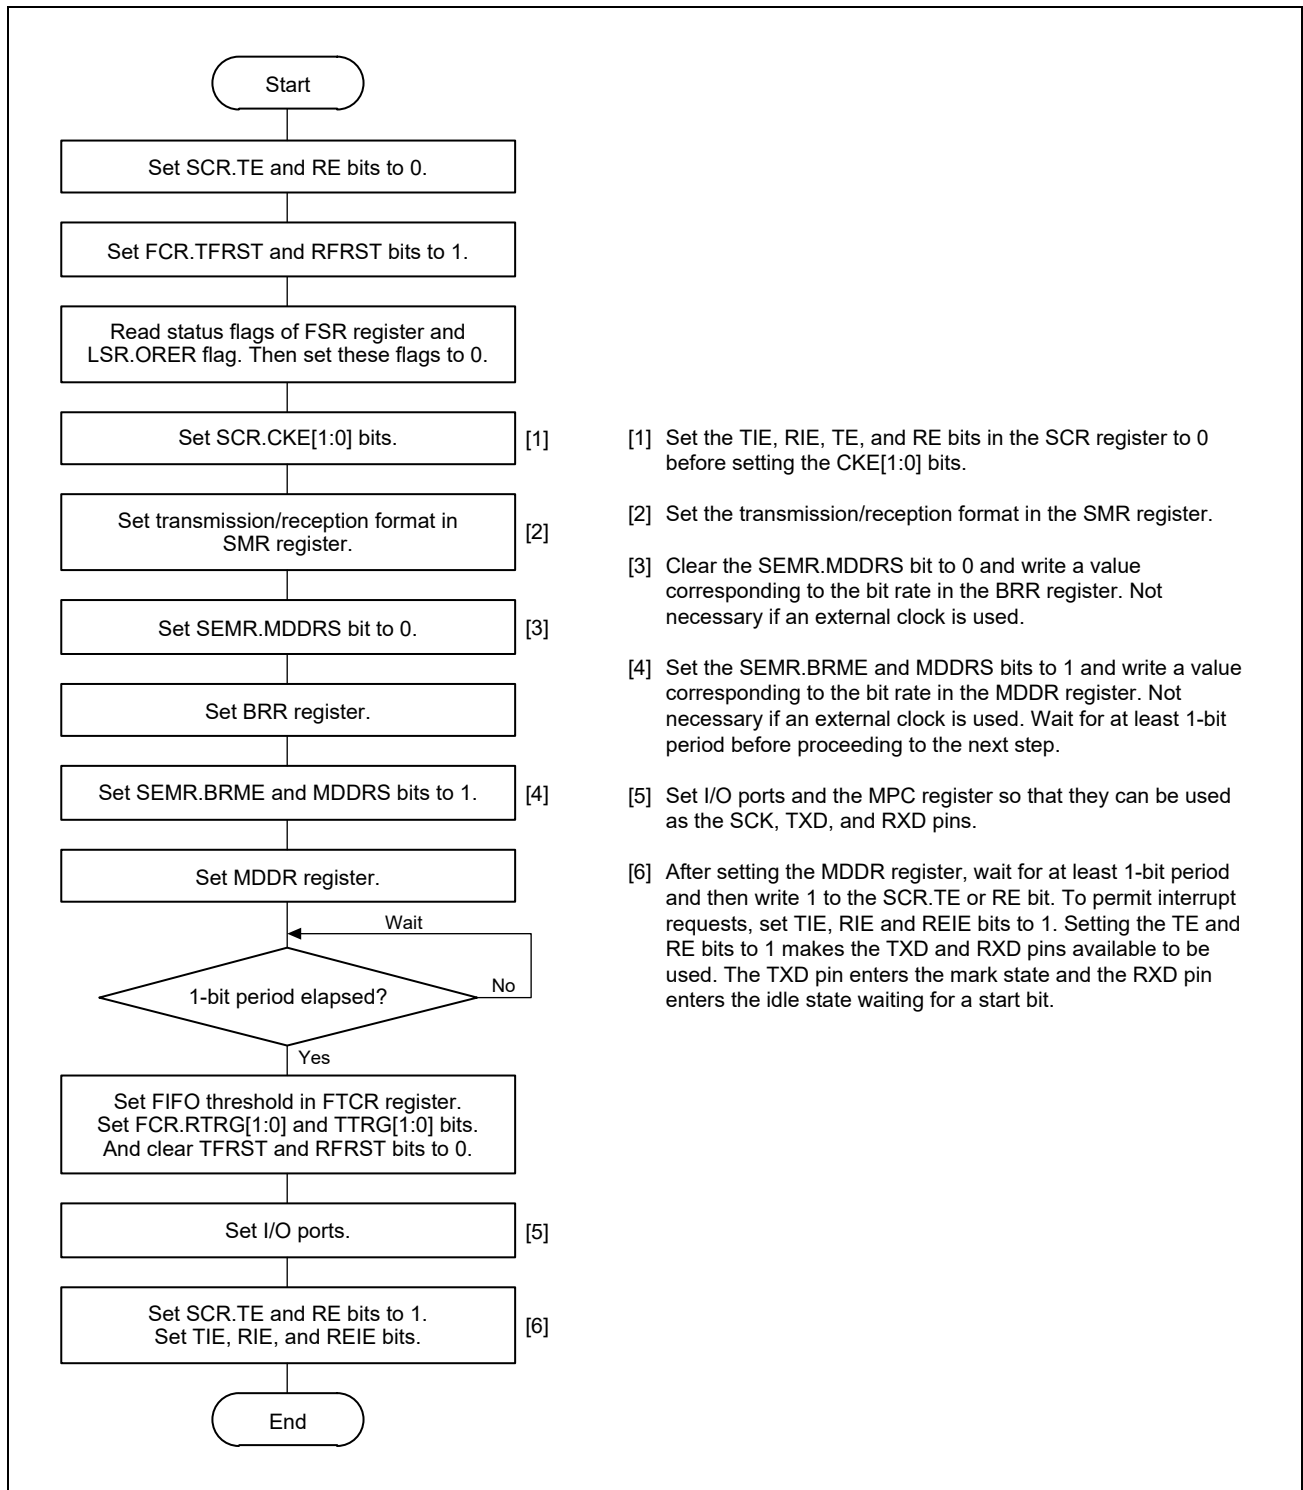 Start
Set SCR.TE and RE bits to 0.
Set FCR.TFRST and RFRST bits to 1.
Read status flags of FSR register and
LSR.ORER flag. Then set these flags to 0.
Set SCR.CKE[1:0] bits.
[1]
Set transmission/reception format in
SMR register.
[2]
Set SEMR.MDDRS bit to 0.
[3]
Set BRR register.
Set SEMR.BRME and MDDRS bits to 1.
[4]
Set MDDR register.
Wait
1-bit period elapsed?
No
Yes
Set FIFO threshold in FTCR register.
Set FCR.RTRG[1:0] and TTRG[1:0] bits.
And clear TFRST and RFRST bits to 0.
Set I/O ports.
[5]
Set SCR.TE and RE bits to 1.
Set TIE, RIE, and REIE bits.
[6]
End
[1] Set the TIE, RIE, TE, and RE bits in the SCR register to 0
before setting the CKE[1:0] bits.
[2] Set the transmission/reception format in the SMR register.
[3] Clear the SEMR.MDDRS bit to 0 and write a value
corresponding to the bit rate in the BRR register. Not
necessary if an external clock is used.
[4] Set the SEMR.BRME and MDDRS bits to 1 and write a value
corresponding to the bit rate in the MDDR register. Not
necessary if an external clock is used. Wait for at least 1-bit
period before proceeding to the next step.
[5] Set I/O ports and the MPC register so that they can be used
as the SCK, TXD, and RXD pins.
[6] After setting the MDDR register, wait for at least 1-bit period
and then write 1 to the SCR.TE or RE bit. To permit interrupt
requests, set TIE, RIE and REIE bits to 1. Setting the TE and
RE bits to 1 makes the TXD and RXD pins available to be
used. The TXD pin enters the mark state and the RXD pin
enters the idle state waiting for a start bit.